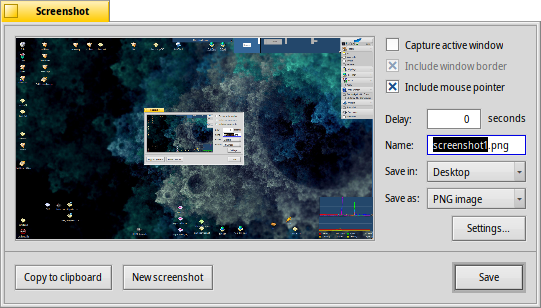 Screenshot
Capture active window
Include window border
Include mouse pointer
Delay: 0 seconds
Name: screenshot1.png
Save in: Desktop
Save as: PNG image
Settings...
Copy to clipboard
New screenshot
Save